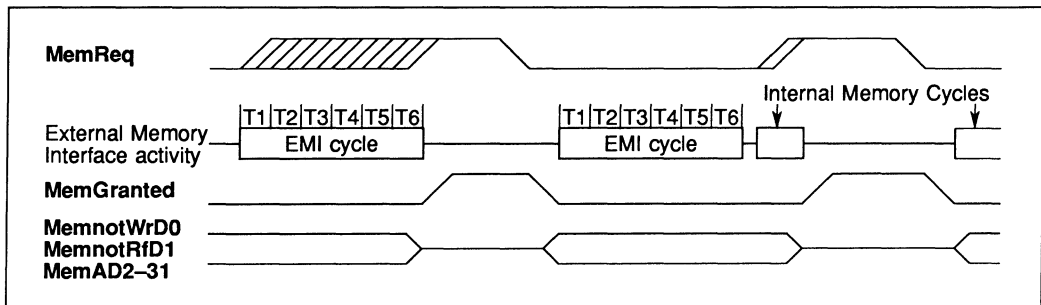 MemReq
Internal Memory Cycles
T1 T2 T3 T4 T5 T6 T1 T2 T3 T4 T5 T6
External Memory
Interface activity
EMI cycle EMI cycle
MemGranted
MemnotWrD0
MemnotRfD1
MemAD2–31